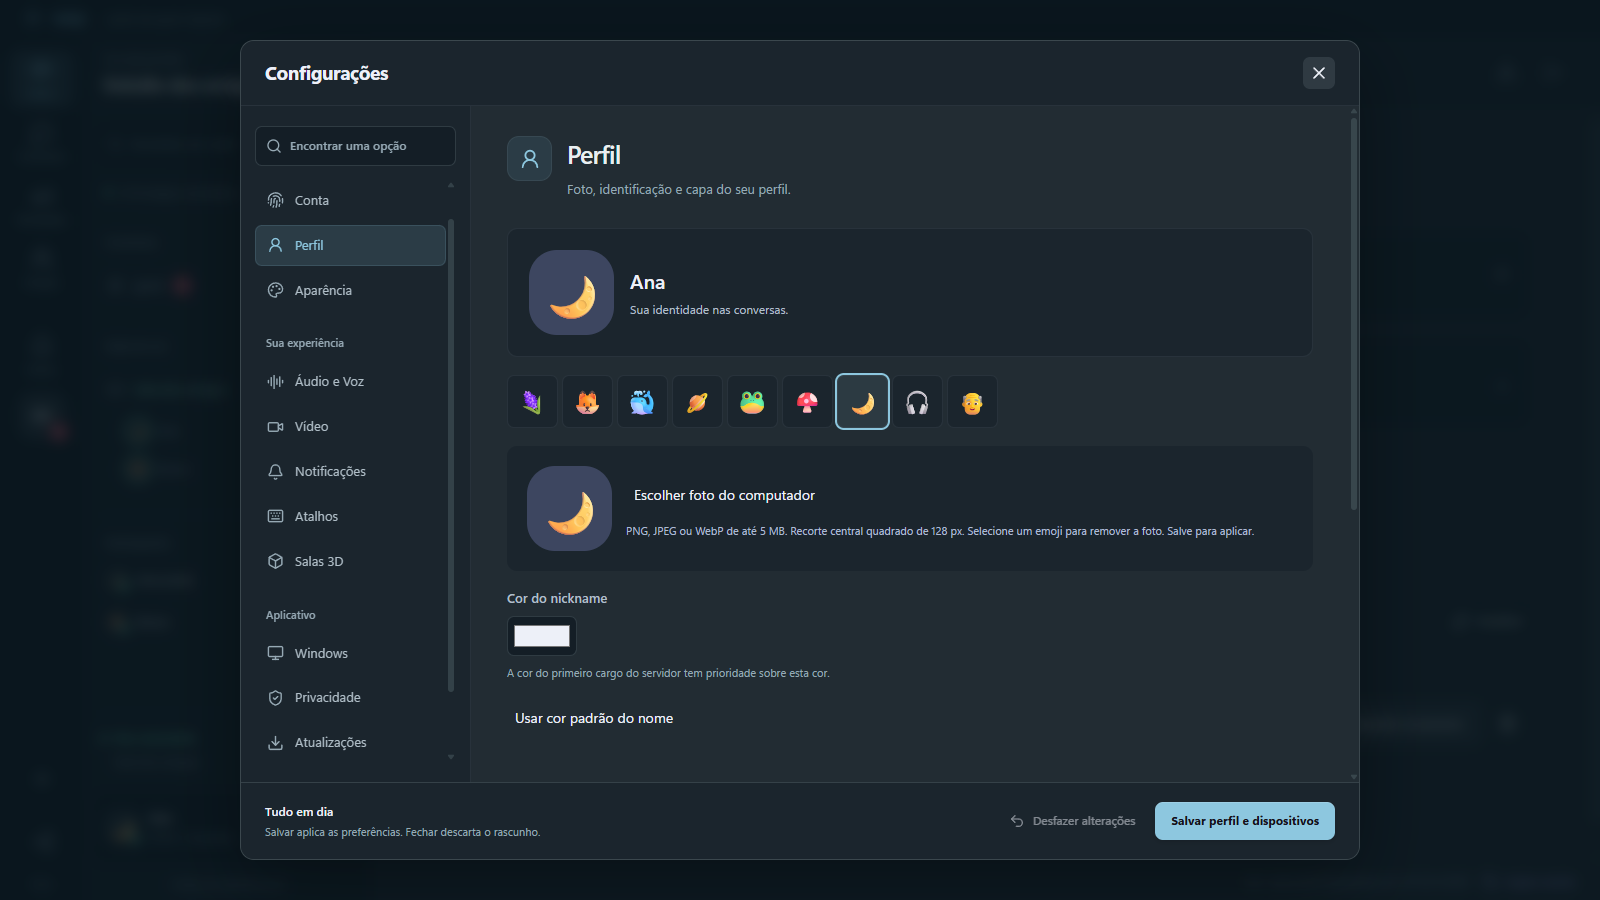 Configurações
Encontrar uma opção
Conta
Perfil
Aparência
Sua experiência
Áudio e Voz
Vídeo
Notificações
Atalhos
Salas 3D
Aplicativo
Windows
Privacidade
Atualizações
Perfil
Foto, identificação e capa do seu perfil.
Ana
Sua identidade nas conversas.
Escolher foto do computador
PNG, JPEG ou WebP de até 5 MB. Recorte central quadrado de 128 px. Selecione um emoji para remover a foto. Salve para aplicar.
Cor do nickname
A cor do primeiro cargo do servidor tem prioridade sobre esta cor.
Usar cor padrão do nome
Tudo em dia
Salvar aplica as preferências. Fechar descarta o rascunho.
Desfazer alterações
Salvar perfil e dispositivos